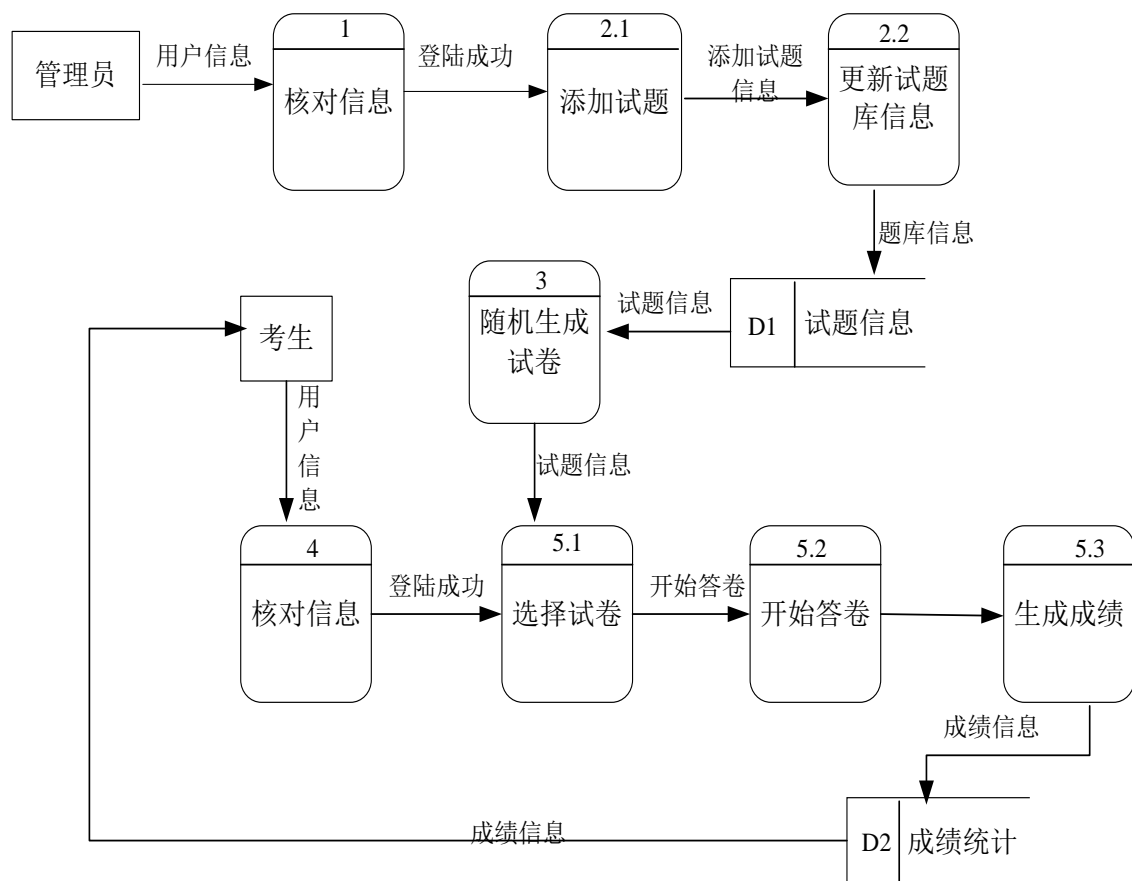 管理员
用户信息
1
核对信息
登陆成功
2.1
添加试题
添加试题
信息
2.2
更新试题
库信息
题库信息
D1
试题信息
试题信息
3
随机生成
试卷
试题信息
考生
用
户
信
息
4
核对信息
登陆成功
5.1
选择试卷
开始答卷
5.2
开始答卷
5.3
生成成绩
成绩信息
D2
成绩统计
成绩信息